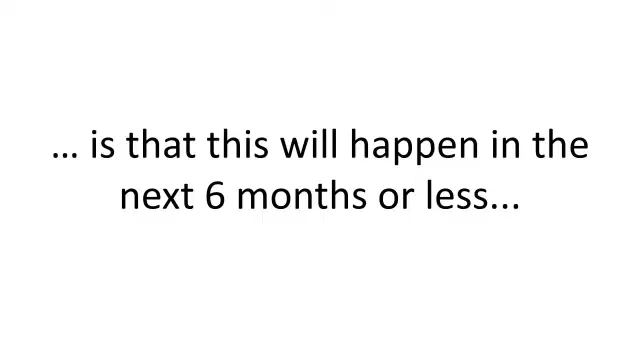 ... is that this will happen in the
next 6 months or less...